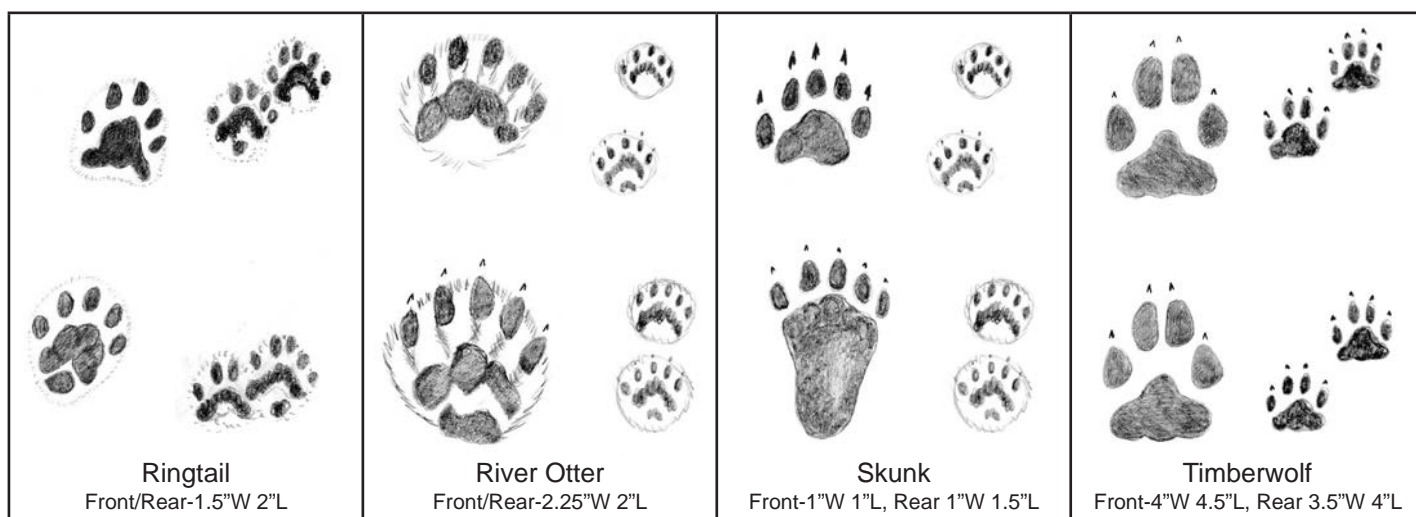 Ringtail
Front/Rear-1.5”W 2”L
River Otter
Front/Rear-2.25”W 2”L
Skunk
Front-1”W 1”L, Rear 1”W 1.5”L
Timberwolf
Front-4”W 4.5”L, Rear 3.5”W 4”L